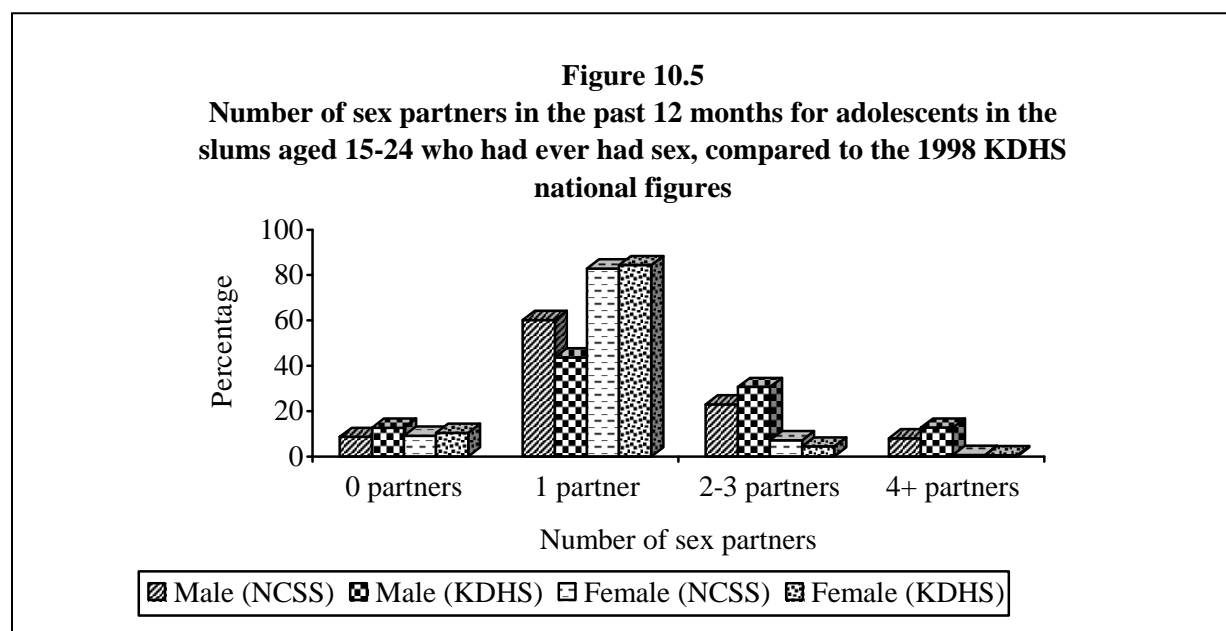 Figure 10.5
Number of sex partners in the past 12 months for adolescents in the
slums aged 15-24 who had ever had sex, compared to the 1998 KDHS
national figures
100
80
60
40
20
0
Percentage
0 partners 1 partner 2-3 partners 4+ partners
Number of sex partners
Male (NCSS) Male (KDHS) Female (NCSS) Female (KDHS)